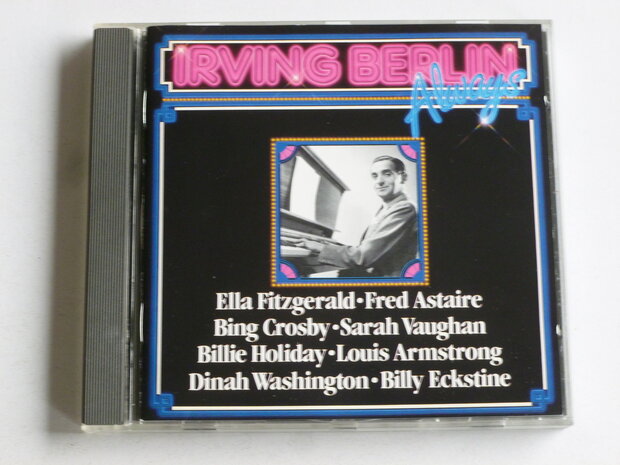 IRVING BERLIN
Always
Ella Fitzgerald•Fred Astaire
Bing Crosby•Sarah Vaughan
Billie Holiday•Louis Armstrong
Dinah Washington•Billy Eckstine